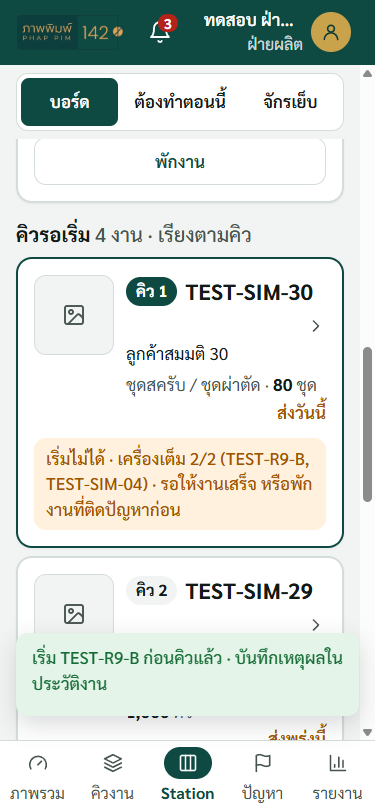 ภาพพิมพ์ 142
PHAP PIM
3
ทดสอบ ฝ่า...
ฝ่ายผลิต
บอร์ด ต้องทำตอนนี้ จักรเย็บ
พักงาน
คิวรอเริ่ม 4 งาน · เรียงตามคิว
คิว 1 TEST-SIM-30
ลูกค้าสมมติ 30
ชุดสครับ / ชุดผ่าตัด · 80 ชุด
ส่งวันนี้
เริ่มไม่ได้ · เครื่องเต็ม 2/2 (TEST-R9-B,
TEST-SIM-04) · รอให้งานเสร็จ หรือพัก
งานที่ติดปัญหาก่อน
คิว 2 TEST-SIM-29
เริ่ม TEST-R9-B ก่อนคิวแล้ว · บันทึกเหตุผลใน
ประวัติงาน
ส่งพรุ่งนี้
ภาพรวม คิวงาน Station ปัญหา รายงาน